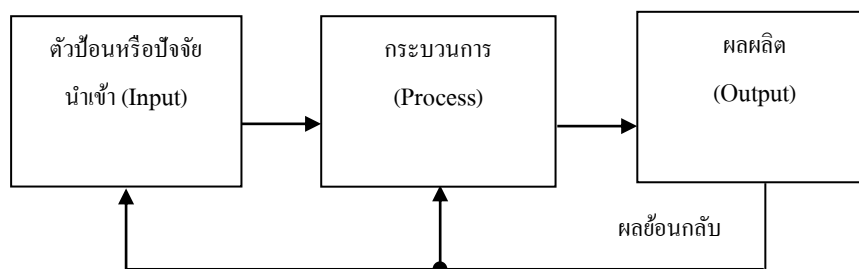 ตัวป้อนหรือปัจจัย
นำเข้า (Input)
กระบวนการ
(Process)
ผลผลิต
(Output)
ผลย้อนกลับ